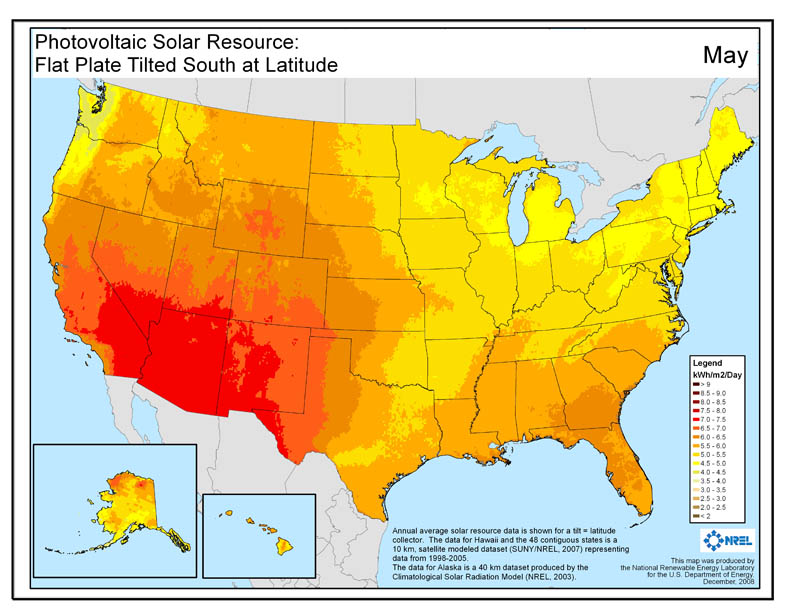 Photovoltaic Solar Resource:
Flat Plate Tilted South at Latitude
May
Legend
kWh/m2/Day
> 9
8.5 - 9.0
8.0 - 8.5
7.5 - 8.0
7.0 - 7.5
6.5 - 7.0
6.0 - 6.5
5.5 - 6.0
5.0 - 5.5
4.5 - 5.0
4.0 - 4.5
3.5 - 4.0
3.0 - 3.5
2.5 - 3.0
2.0 - 2.5
< 2
Annual average solar resource data is shown for a tilt = latitude
collector. The data for Hawaii and the 48 contiguous states is a
10 km, satellite modeled dataset (SUNY/NREL, 2007) representing
data from 1998-2005.
The data for Alaska is a 40 km dataset produced by the
Climatological Solar Radiation Model (NREL, 2003).
NREL
This map was produced by
the National Renewable Energy Laboratory
for the U.S. Department of Energy.
December, 2008